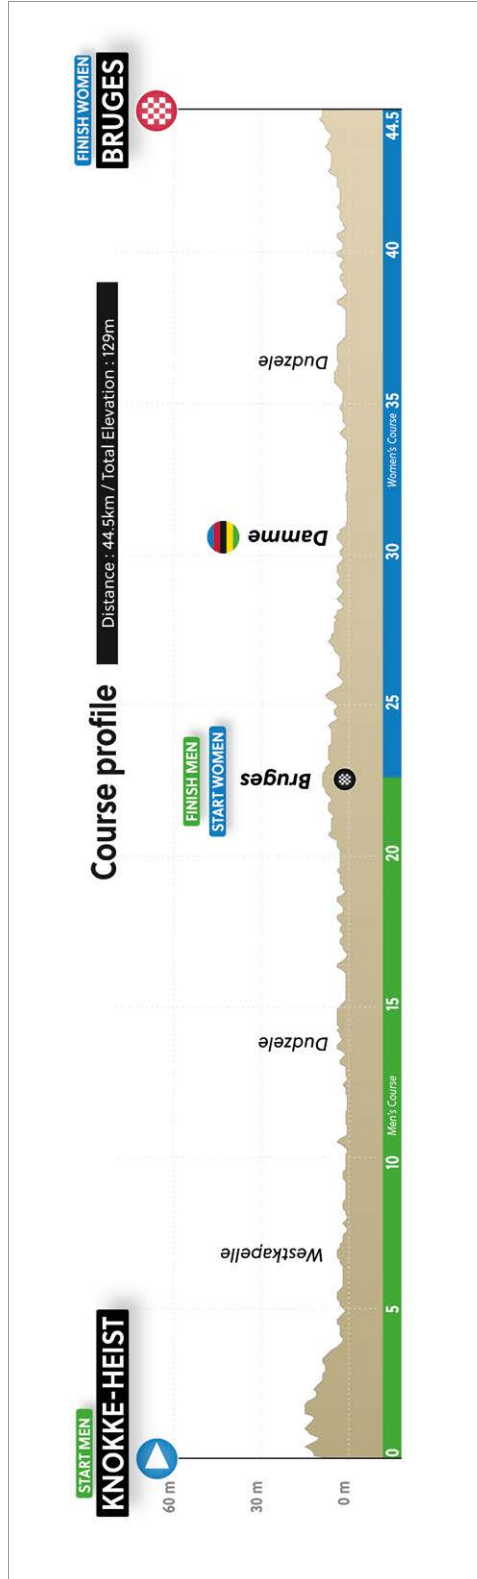 START MEN
KNOKKE-HEIST
Course profile
Distance : 44.5km / Total Elevation : 129m
FINISH WOMEN
BRUGES
FINISH MEN
START WOMEN
Westkapelle
Dudzele
Bruges
Damme
Dudzele
60 m
30 m
0 m
0
5
10
Men's Course
15
20
25
30
Women's Course
35
40
44.5